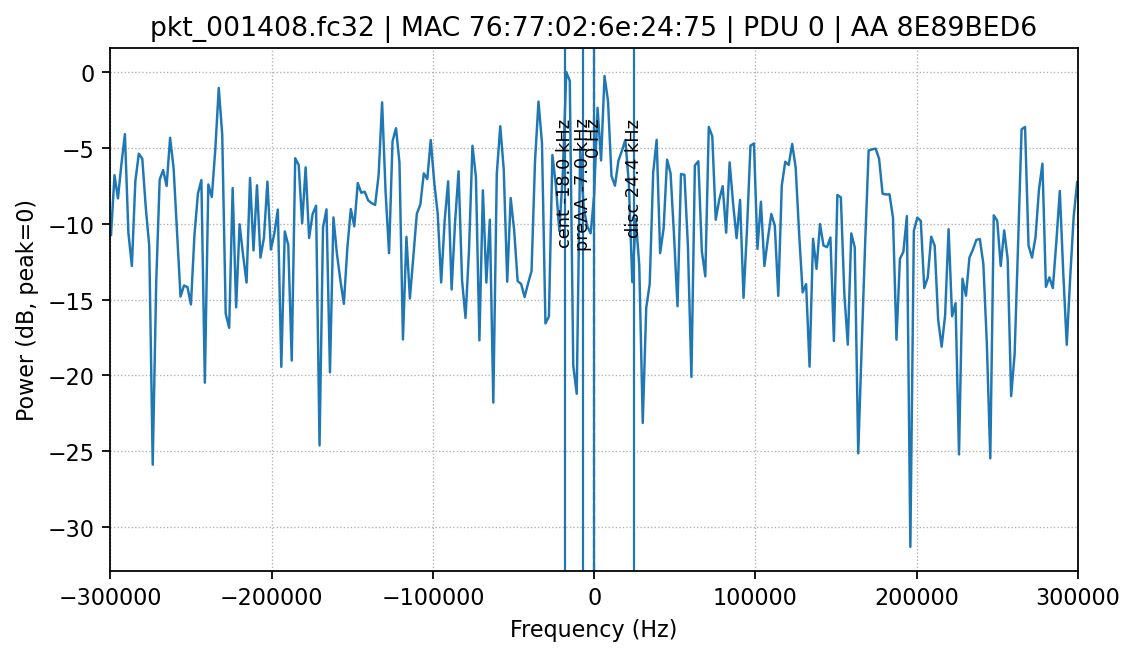 pkt_001408.fc32 | MAC 76:77:02:6e:24:75 | PDU 0 | AA 8E89BED6
Power (dB, peak=0)
0
−5
−10
−15
−20
−25
−30
cent -18.0 kHz
preAA -7.0 kHz
0 Hz
disc 24.4 kHz
−300000
−200000
−100000
0
100000
200000
300000
Frequency (Hz)